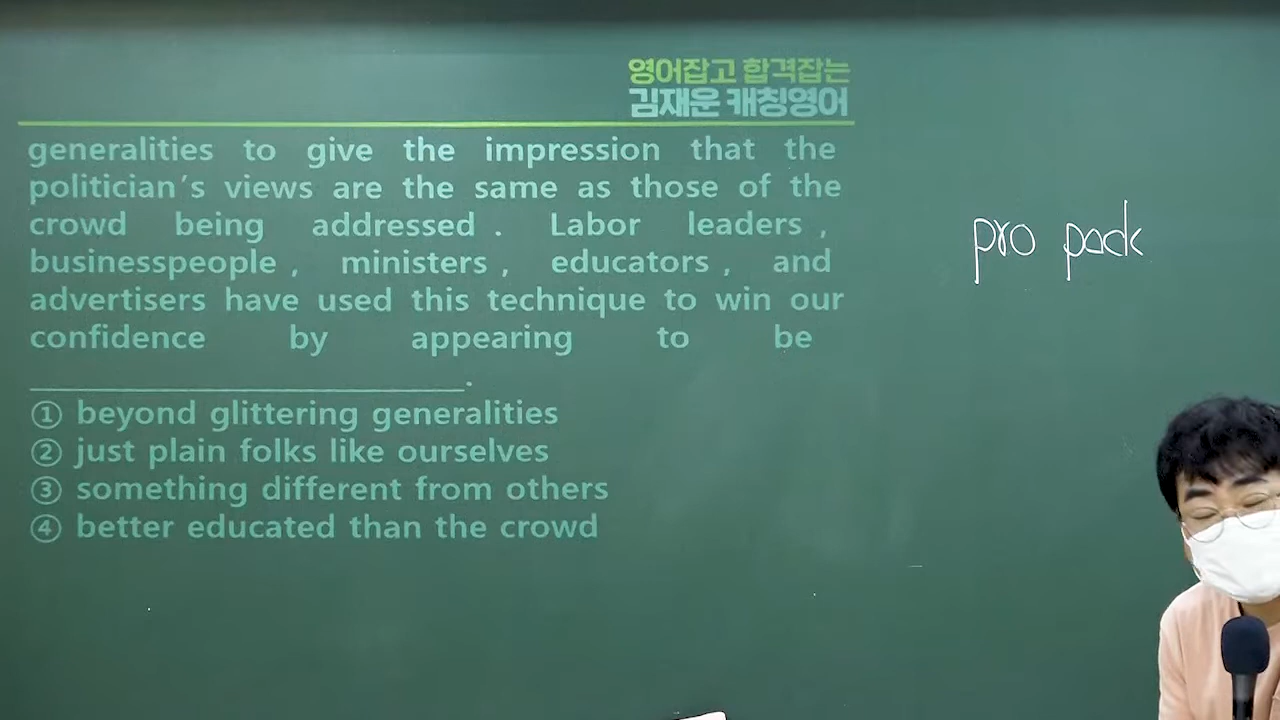 영어잡고 합격잡는
김재운 캐칭영어
generalities to give the impression that the
politician's views are the same as those of the
crowd being addressed . Labor leaders ,
businesspeople , ministers , educators , and
advertisers have used this technique to win our
confidence by appearing to be
____________________.
① beyond glittering generalities
② just plain folks like ourselves
③ something different from others
④ better educated than the crowd
pro pack